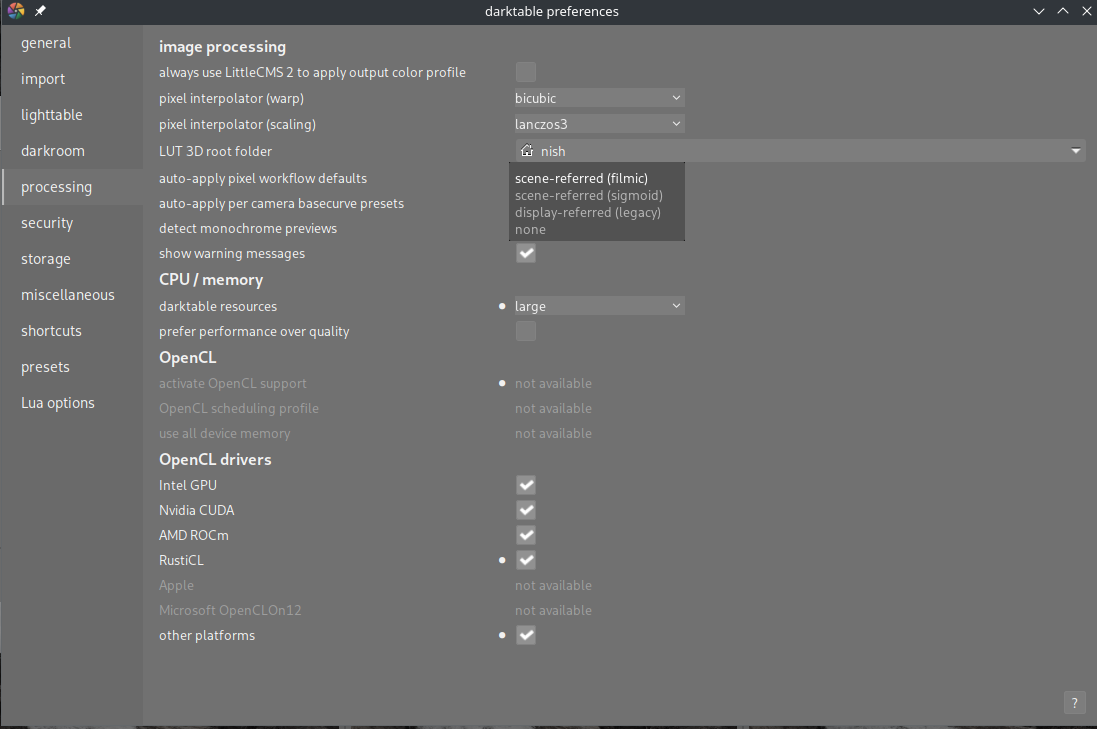 darktable preferences
general
import
lighttable
darkroom
processing
security
storage
miscellaneous
shortcuts
presets
Lua options
image processing
always use LittleCMS 2 to apply output color profile
pixel interpolator (warp) bicubic
pixel interpolator (scaling) lanczos3
LUT 3D root folder nish
auto-apply pixel workflow defaults scene-referred (filmic)
scene-referred (sigmoid)
auto-apply per camera basecurve presets display-referred (legacy)
detect monochrome previews none
show warning messages
CPU / memory
darktable resources large
prefer performance over quality
OpenCL
activate OpenCL support not available
OpenCL scheduling profile not available
use all device memory not available
OpenCL drivers
Intel GPU
Nvidia CUDA
AMD ROCm
RustiCL
Apple not available
Microsoft OpenCLOn12 not available
other platforms
?